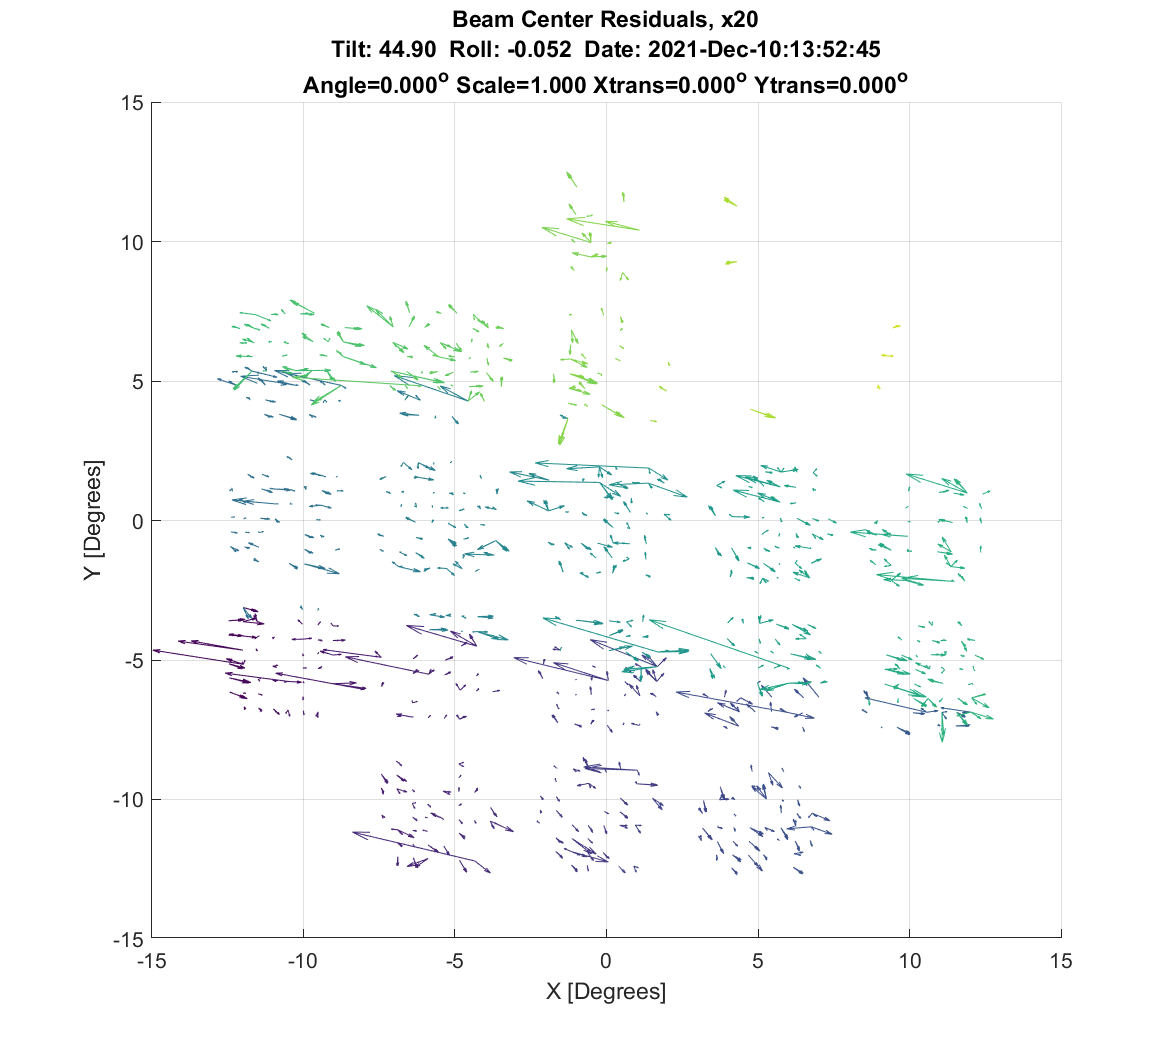 Beam Center Residuals, x20
Tilt: 44.90 Roll: -0.052 Date: 2021-Dec-10:13:52:45
Angle=0.000° Scale=1.000 Xtrans=0.000° Ytrans=0.000°
15
10
5
0
-5
-10
-15
Y [Degrees]
-15 -10 -5 0 5 10 15
X [Degrees]